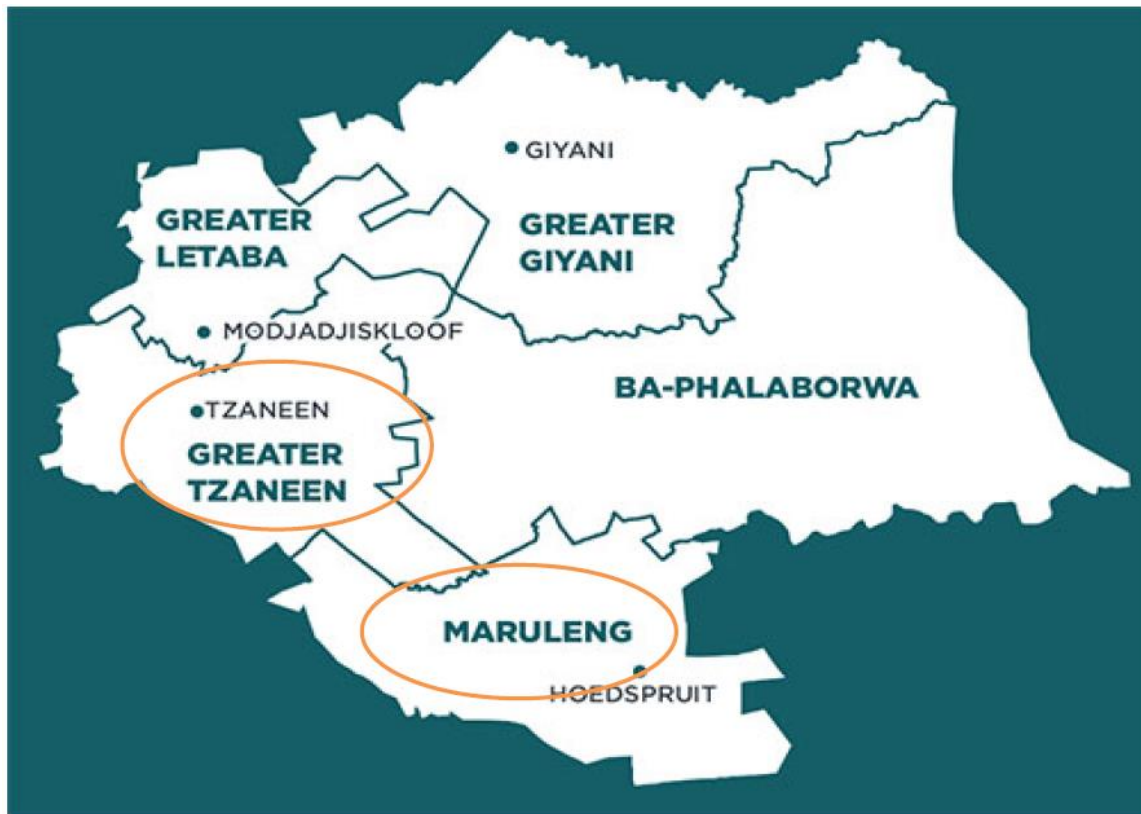 GIYANI
GREATER
LETABA
GREATER
GIYANI
MODJADJISKLOOF
BA-PHALABORWA
TZANEEN
GREATER
TZANEEN
MARULENG
HOEDSPRUIT